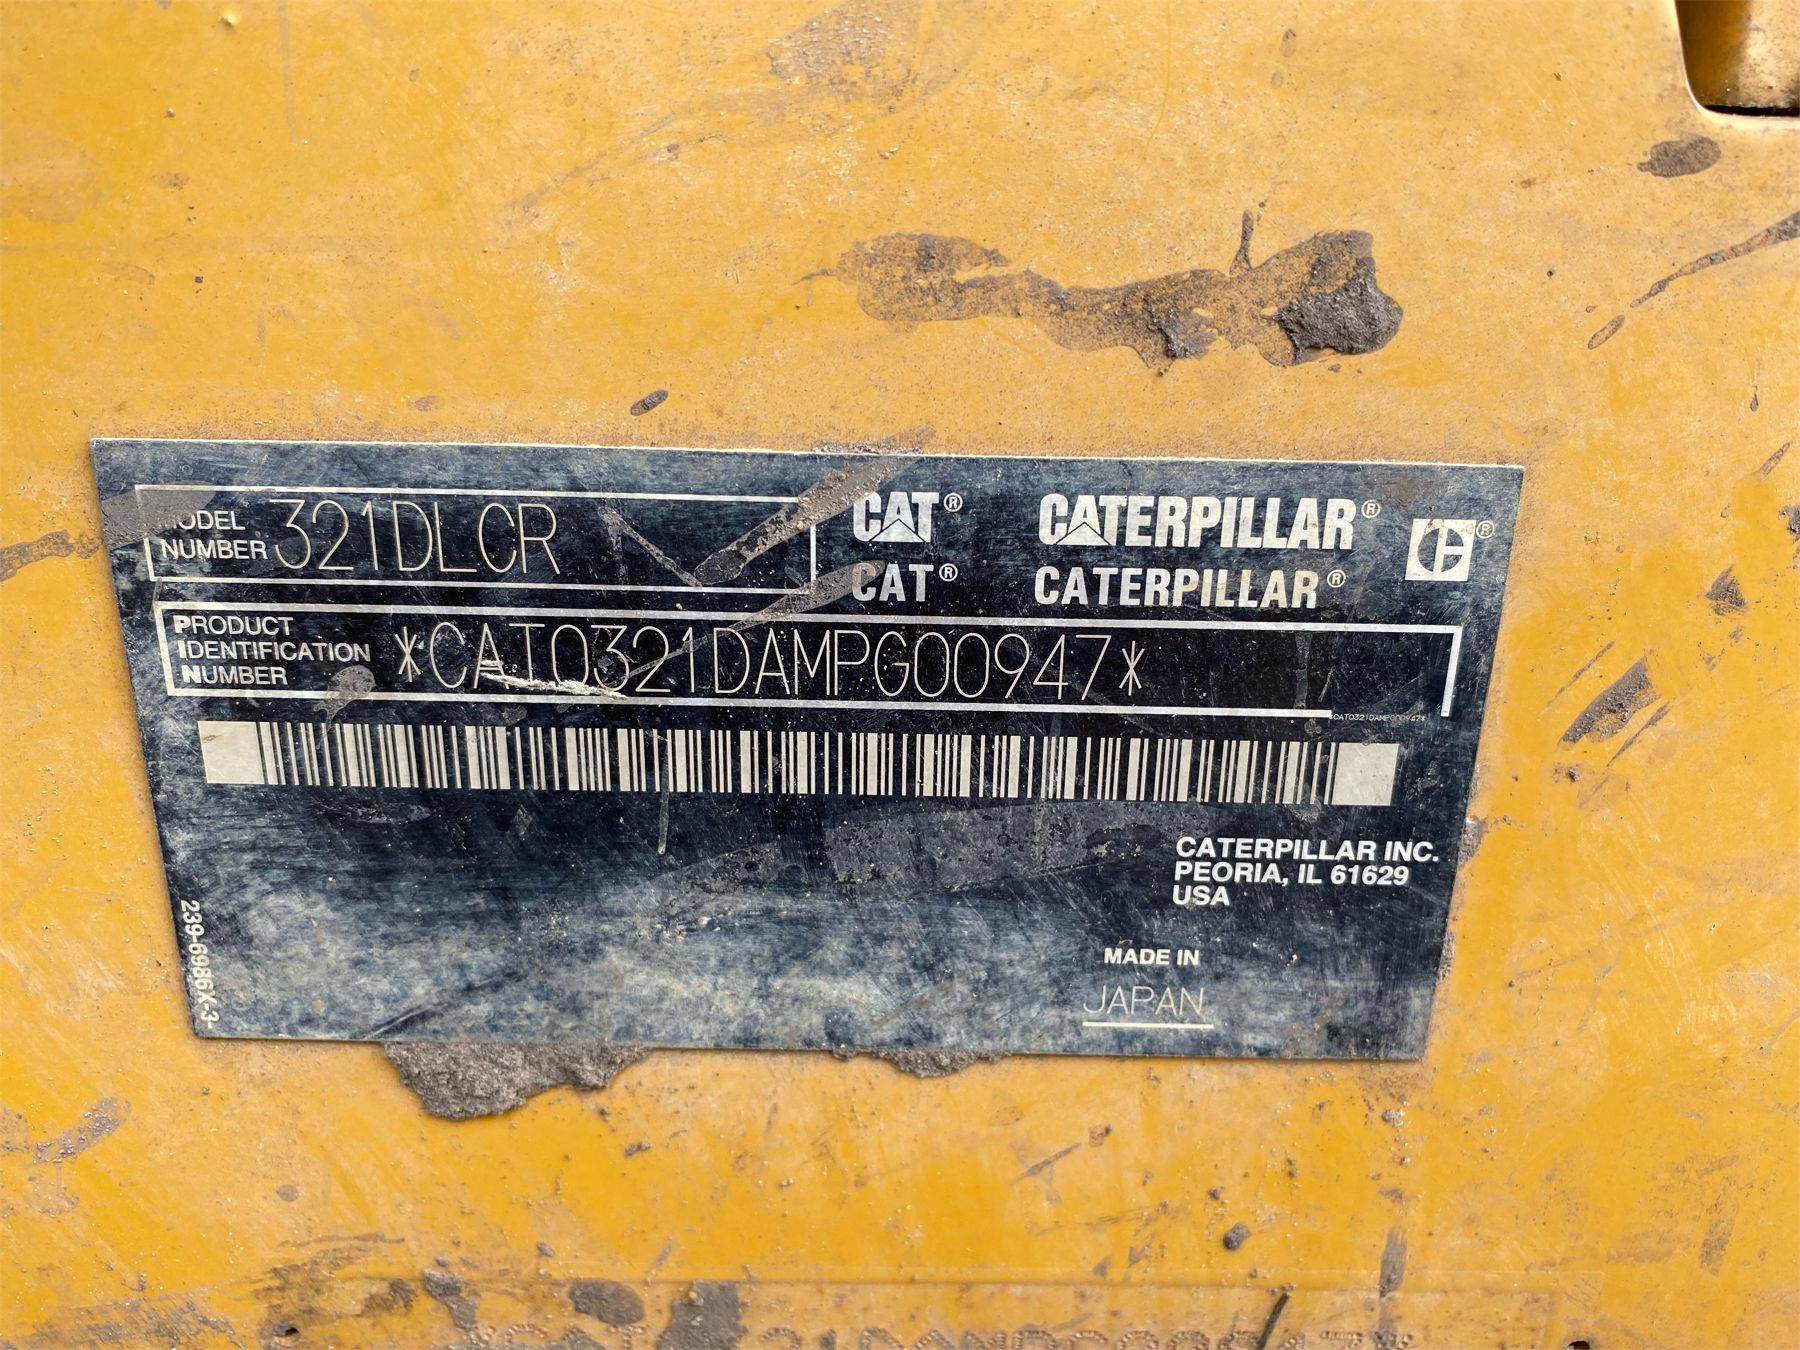 MODEL
NUMBER 321DLCR
CAT® CATERPILLAR® ®
CAT® CATERPILLAR®
PRODUCT
IDENTIFICATION
NUMBER *CAT0321DAMPG00947*
*CAT0321DAMPG00947*
CATERPILLAR INC.
PEORIA, IL 61629
USA
MADE IN
JAPAN
239-6986X-3